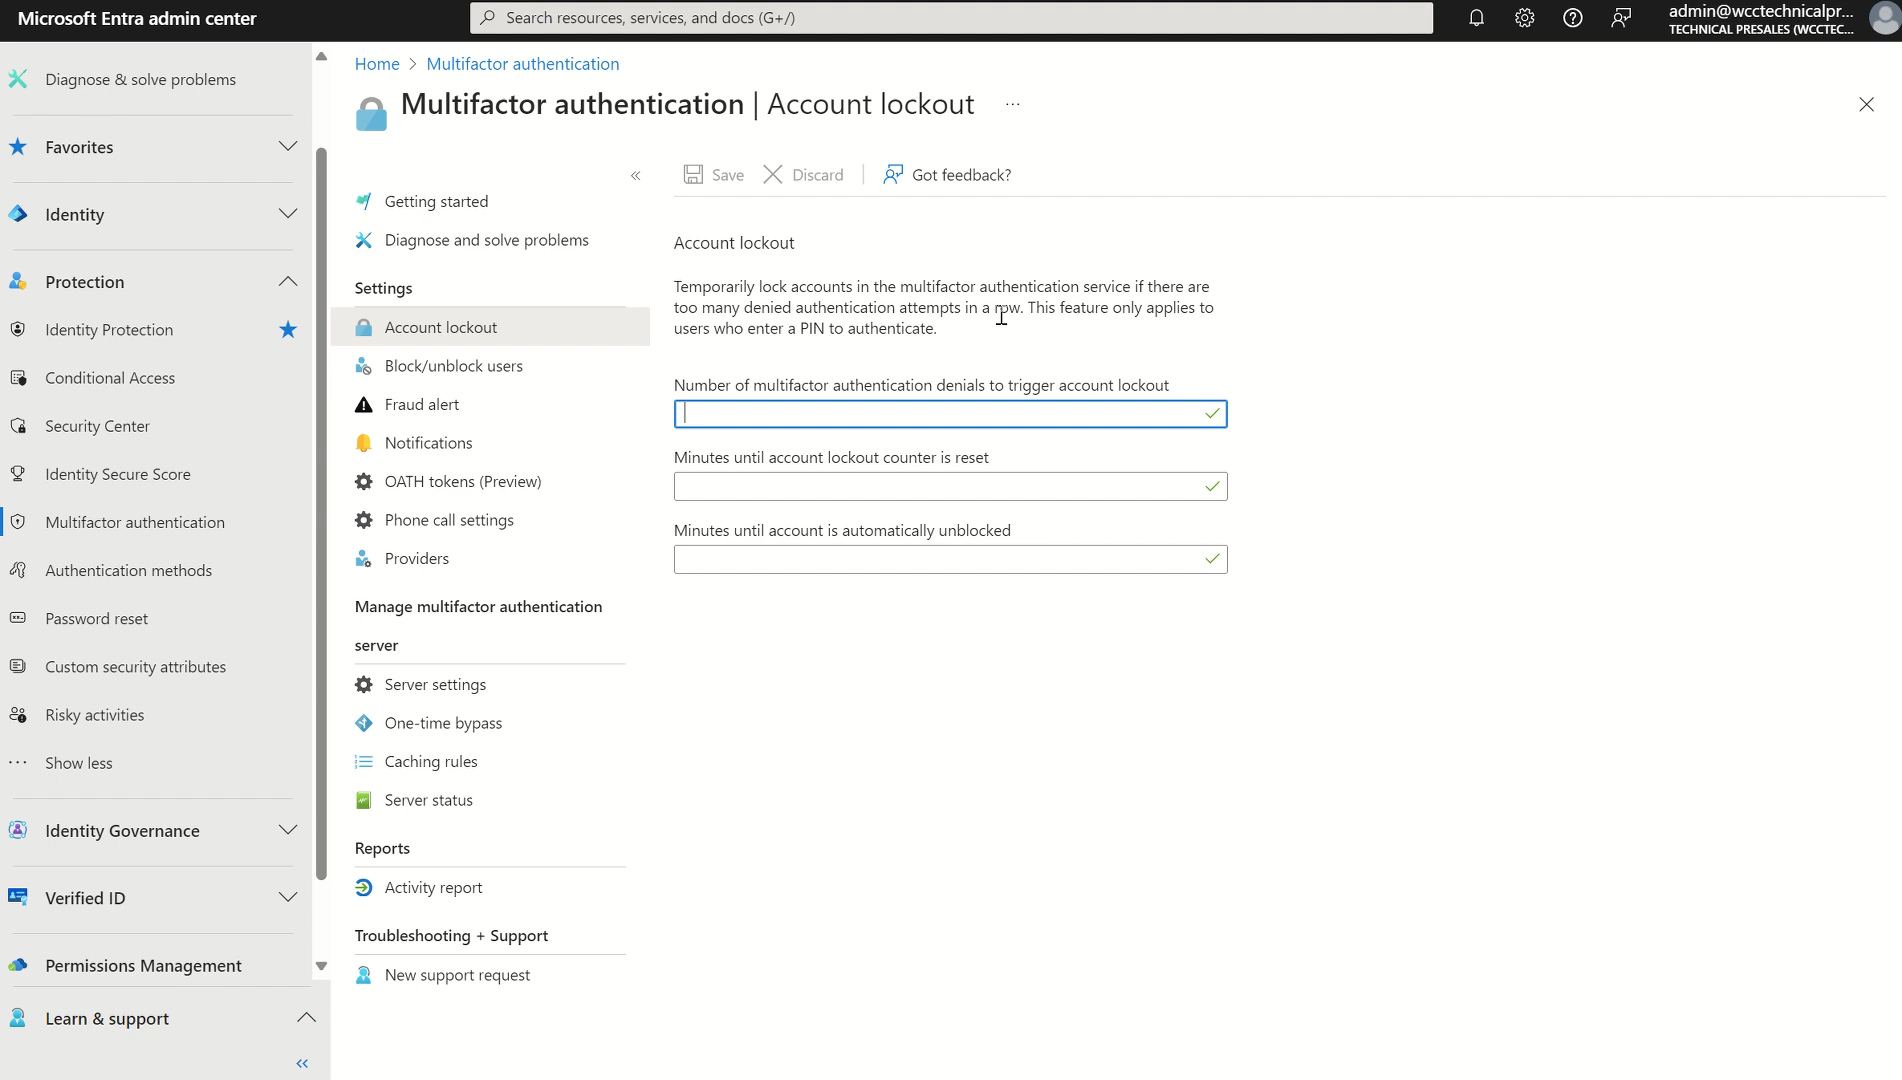 Microsoft Entra admin center
Search resources, services, and docs (G+/)
admin@wcctechnicalpr...
TECHNICAL PRESALES (WCCTEC...
Diagnose & solve problems
Favorites
Identity
Protection
Identity Protection
Conditional Access
Security Center
Identity Secure Score
Multifactor authentication
Authentication methods
Password reset
Custom security attributes
Risky activities
Show less
Identity Governance
Verified ID
Permissions Management
Learn & support
Home > Multifactor authentication
Multifactor authentication | Account lockout
Getting started
Diagnose and solve problems
Settings
Account lockout
Block/unblock users
Fraud alert
Notifications
OATH tokens (Preview)
Phone call settings
Providers
Manage multifactor authentication
server
Server settings
One-time bypass
Caching rules
Server status
Reports
Activity report
Troubleshooting + Support
New support request
Save Discard Got feedback?
Account lockout
Temporarily lock accounts in the multifactor authentication service if there are
too many denied authentication attempts in a row. This feature only applies to
users who enter a PIN to authenticate.
Number of multifactor authentication denials to trigger account lockout
Minutes until account lockout counter is reset
Minutes until account is automatically unblocked